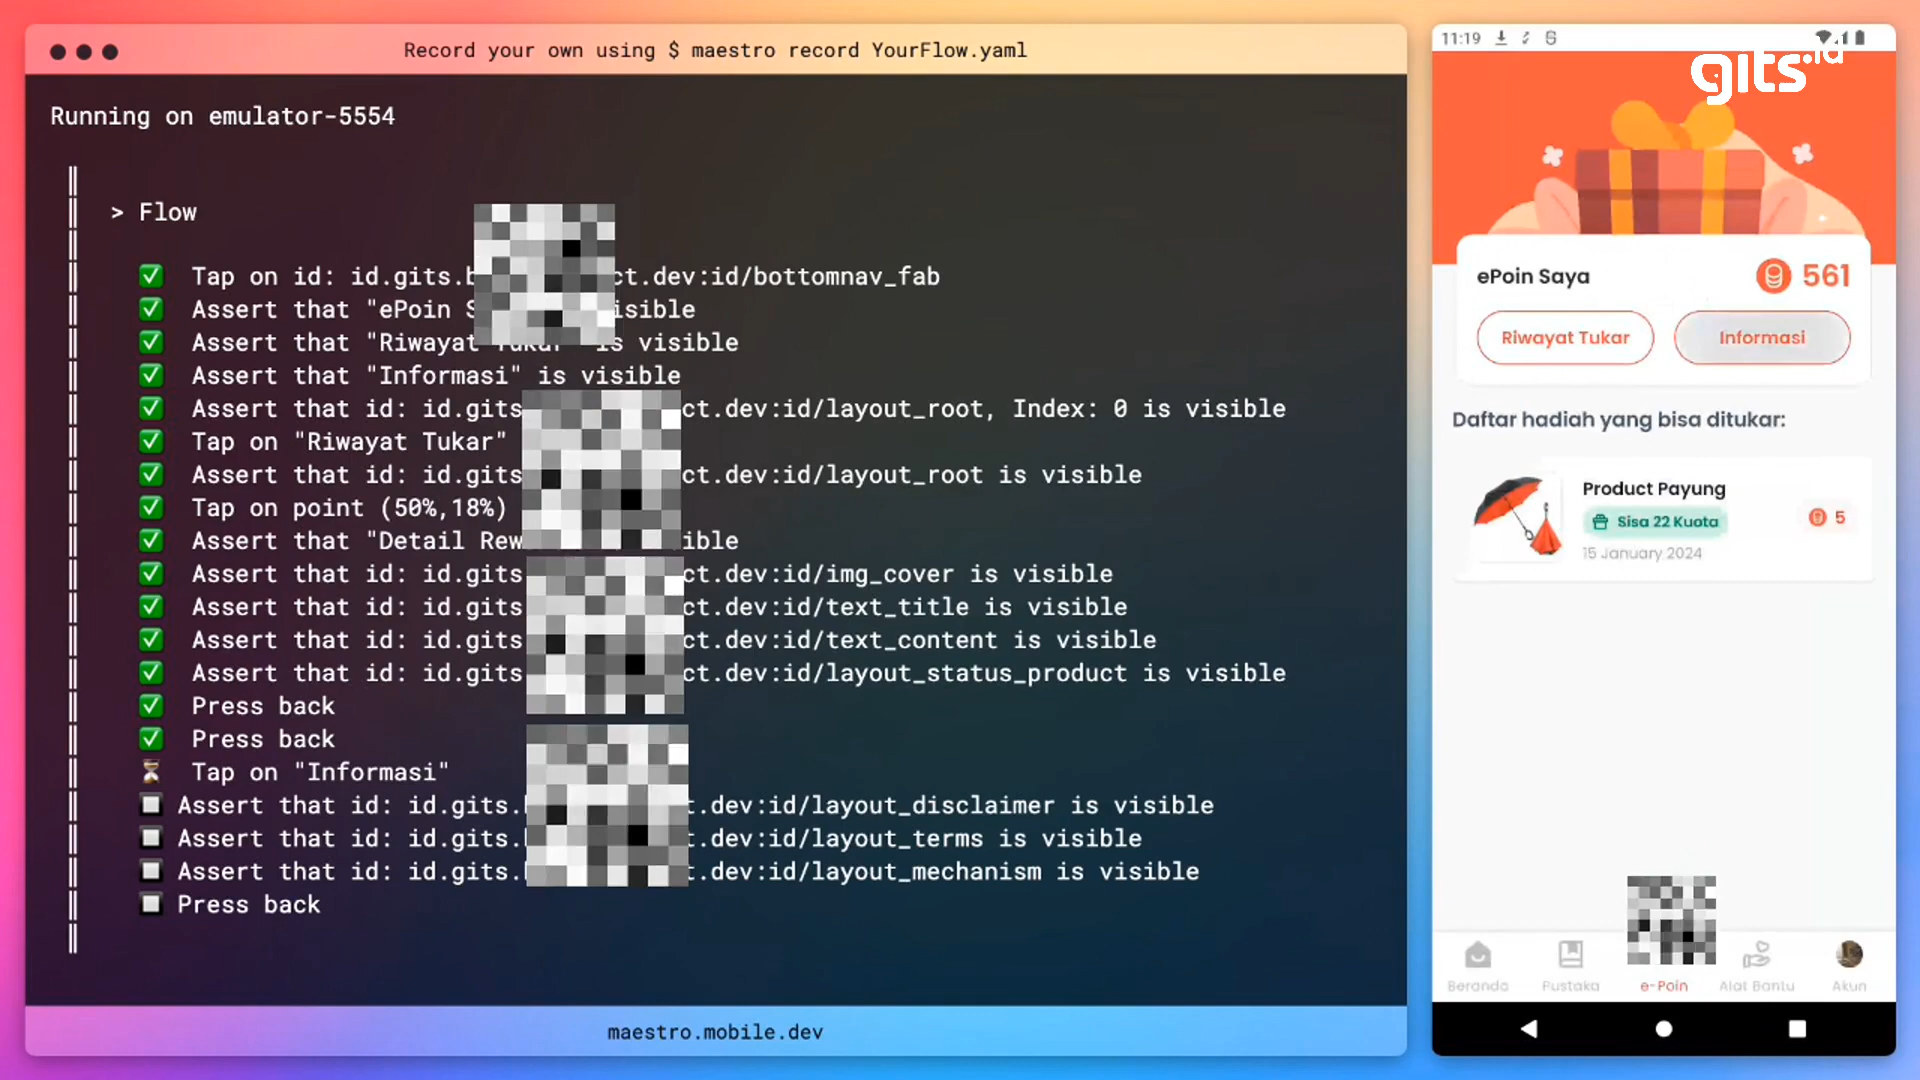 Record your own using $ maestro record YourFlow.yaml
Running on emulator-5554
> Flow
Tap on id: id.gits. ct.dev:id/bottomnav_fab
Assert that "ePoin isible
Assert that "Riwayat Tukar" is visible
Assert that "Informasi" is visible
Assert that id: id.gits ct.dev:id/layout_root, Index: 0 is visible
Tap on "Riwayat Tukar"
Assert that id: id.gits ct.dev:id/layout_root is visible
Tap on point (50%,18%)
Assert that "Detail Rew ible
Assert that id: id.gits ct.dev:id/img_cover is visible
Assert that id: id.gits ct.dev:id/text_title is visible
Assert that id: id.gits ct.dev:id/text_content is visible
Assert that id: id.gits ct.dev:id/layout_status_product is visible
Press back
Press back
Tap on "Informasi"
Assert that id: id.gits. t.dev:id/layout_disclaimer is visible
Assert that id: id.gits. t.dev:id/layout_terms is visible
Assert that id: id.gits. t.dev:id/layout_mechanism is visible
Press back
maestro.mobile.dev
11:19
gits.id
ePoin Saya
561
Riwayat Tukar
Informasi
Daftar hadiah yang bisa ditukar:
Product Payung
Sisa 22 Kuota
5
15 January 2024
Beranda
Pustaka
e-Poin
Alat Bantu
Akun